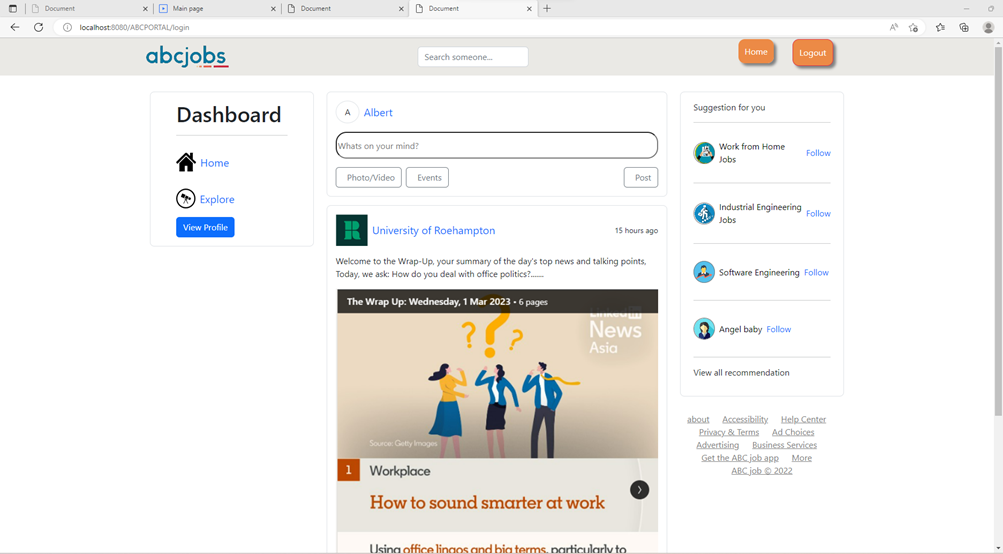 Document
Main page
Document
Document
localhost:8080/ABCPORTAL/login
abcjobs
Search someone...
Home
Logout
Dashboard
Home
Explore
View Profile
A
Albert
Whats on your mind?
Photo/Video
Events
Post
University of Roehampton
15 hours ago
Welcome to the Wrap-Up, your summary of the day's top news and talking points,
Today, we ask: How do you deal with office politics?.......
The Wrap Up: Wednesday, 1 Mar 2023 • 6 pages
LinkedIn
News
Asia
Source: Getty Images
1 Workplace
How to sound smarter at work
Using office lingos and big terms, particularly to
Suggestion for you
Work from Home
Jobs
Follow
Industrial Engineering
Jobs
Follow
Software Engineering Follow
Angel baby Follow
View all recommendation
about Accessibility Help Center
Privacy & Terms Ad Choices
Advertising Business Services
Get the ABC job app More
ABC job © 2022